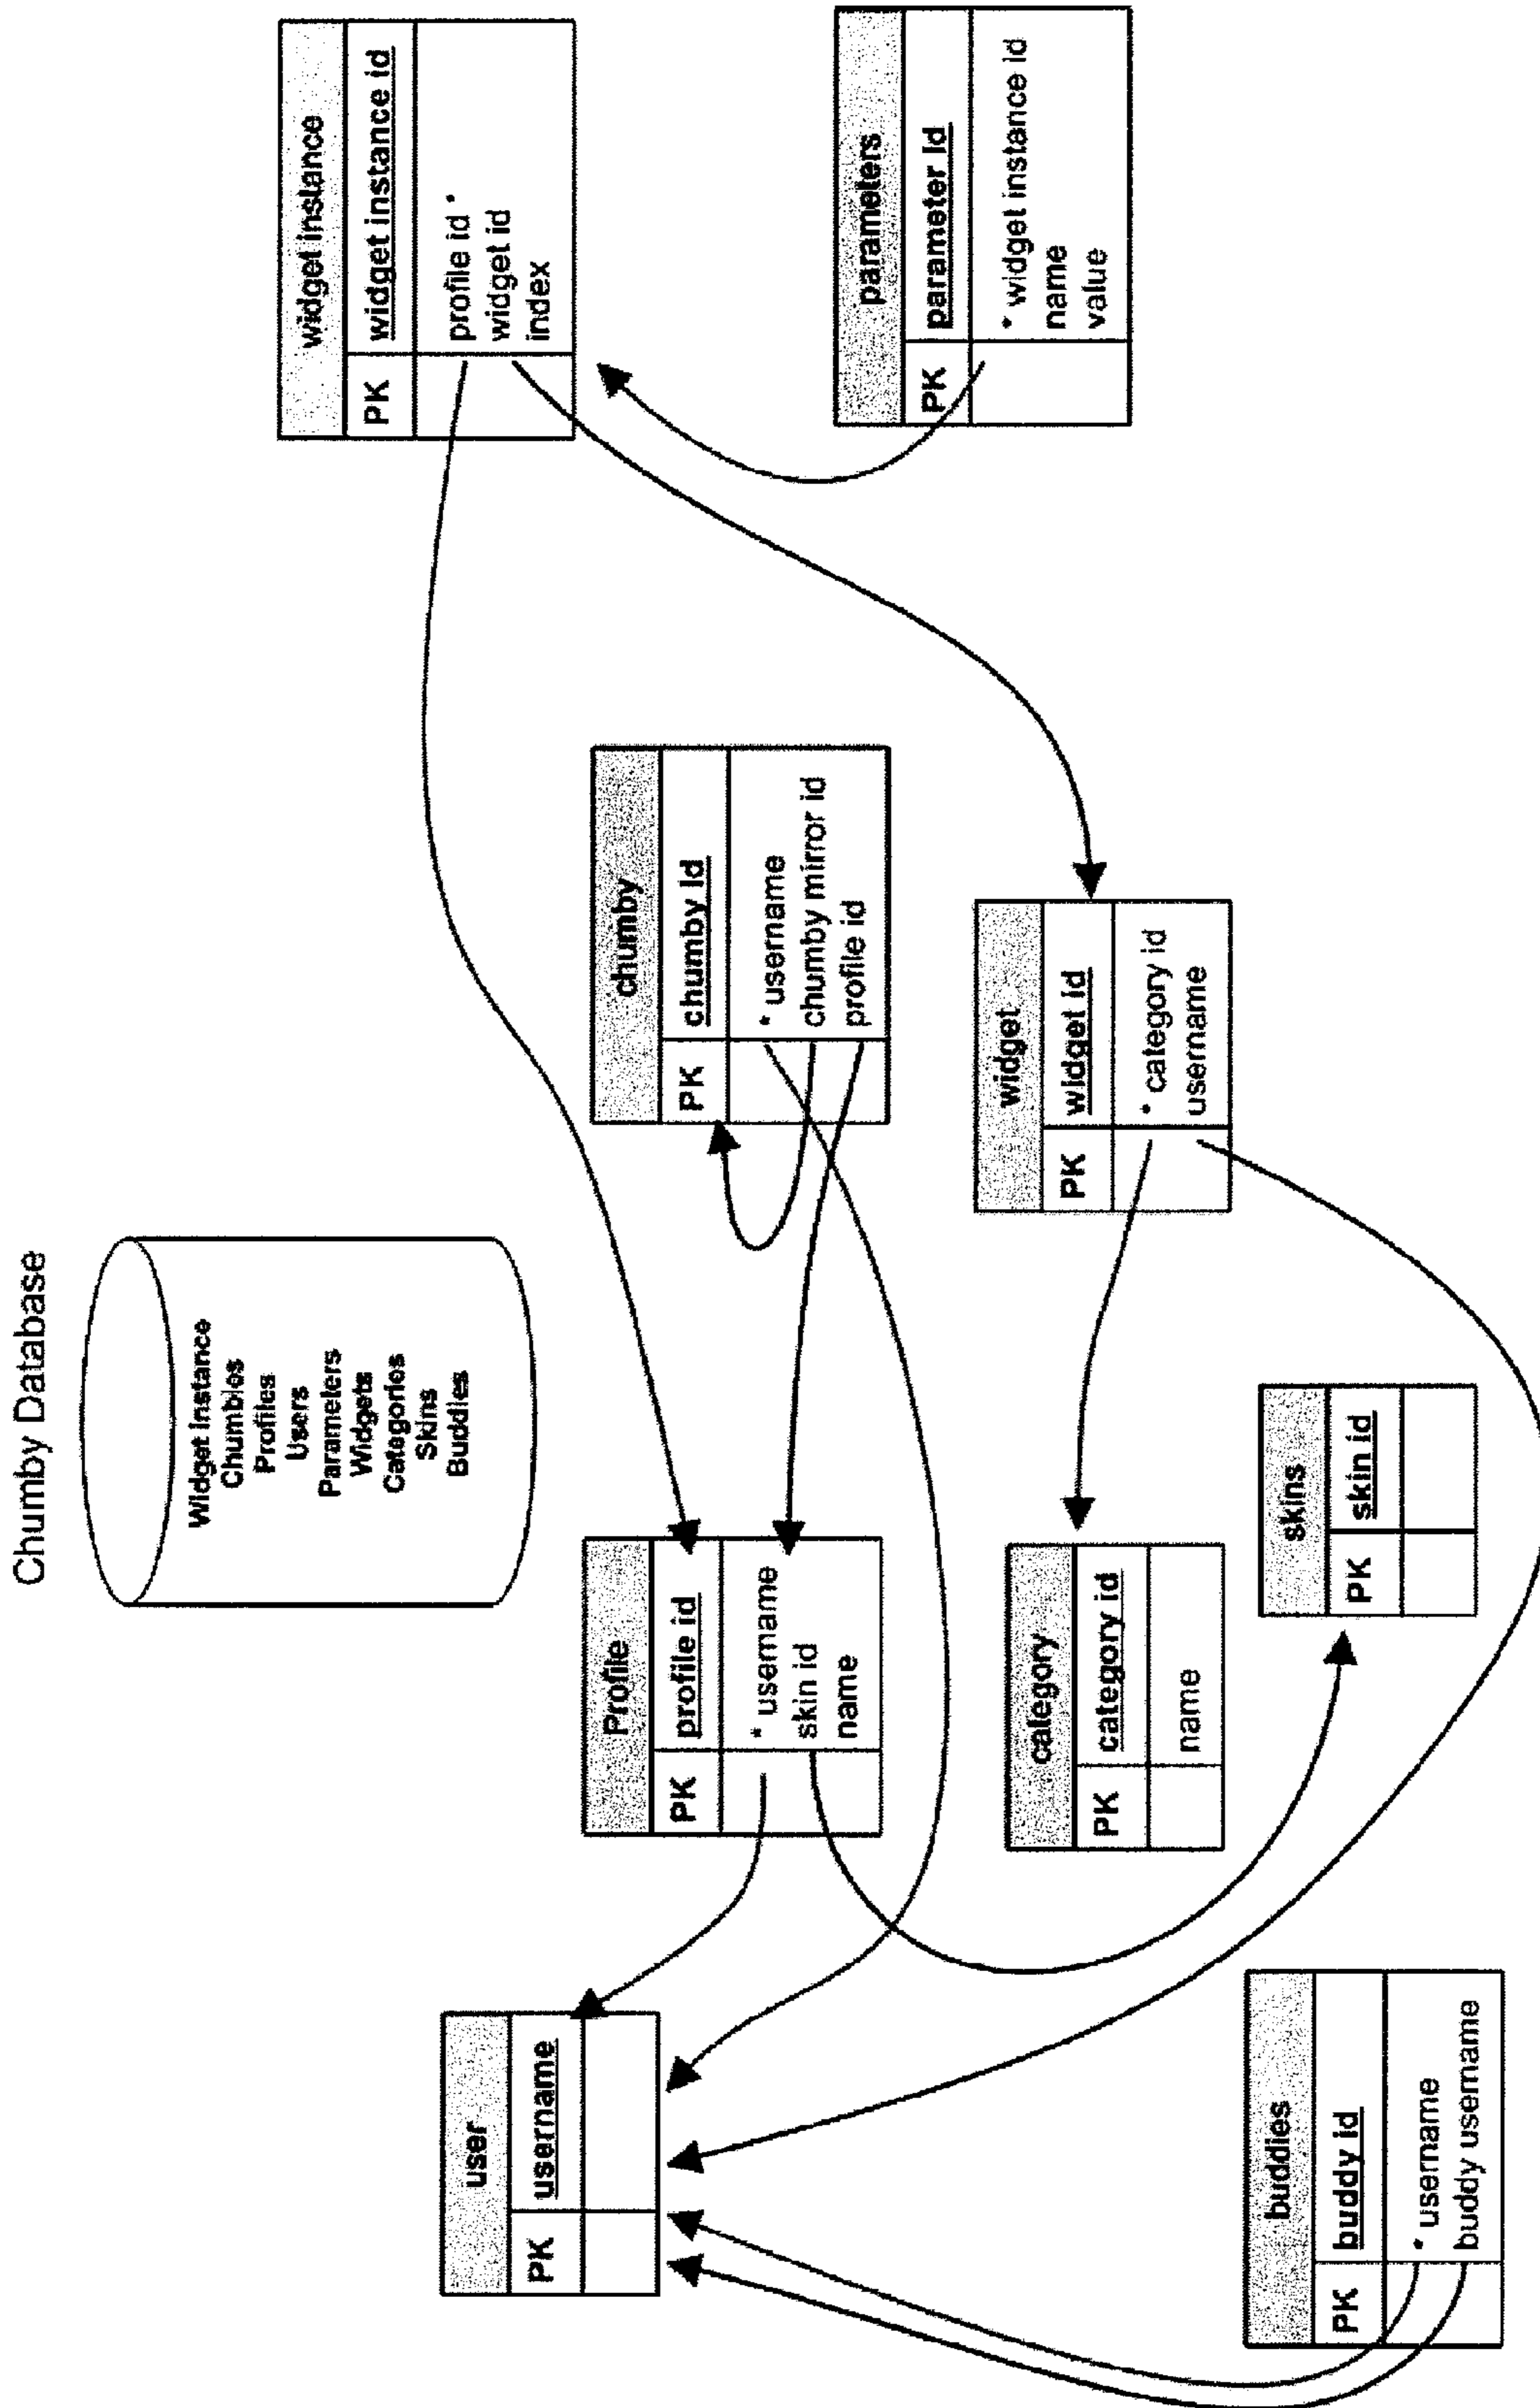 Chumby Database
Widget Instance
Chumbles
Profiles
Users
Parameters
Widgets
Categories
Skins
Buddies
user
PK username
Profile
PK profile id
* username
skin id
name
chumby
PK chumby id
* username
chumby mirror id
profile id
widget instance
PK widget instance id
profile id *
widget id
index
buddies
PK buddy id
* username
buddy username
category
PK category id
name
skins
PK skin id
widget
PK widget id
* category id
username
parameters
PK parameter id
* widget instance id
name
value